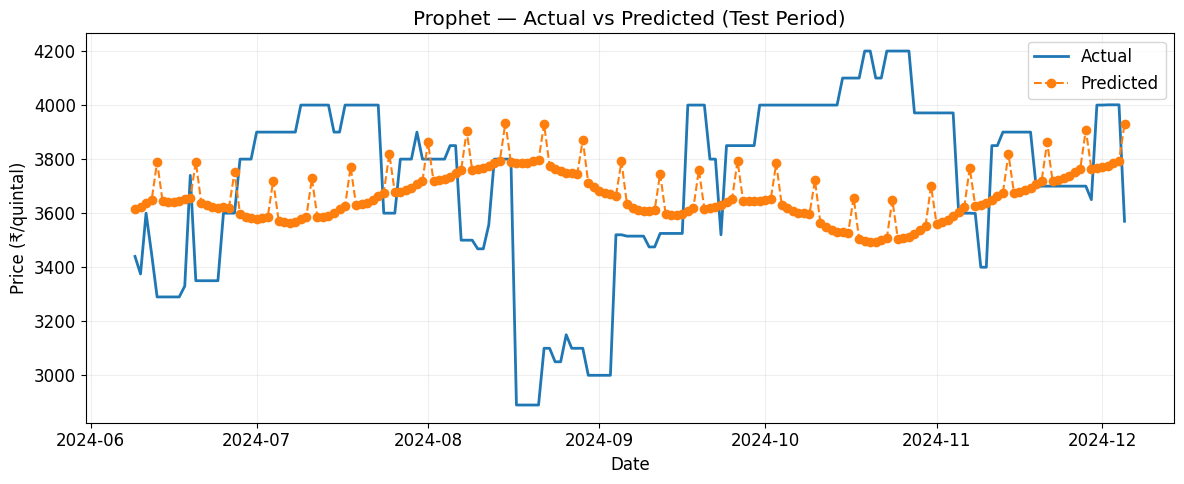 Prophet — Actual vs Predicted (Test Period)
Price (₹/quintal)
4200
4000
3800
3600
3400
3200
3000
Actual
Predicted
2024-06 2024-07 2024-08 2024-09 2024-10 2024-11 2024-12
Date